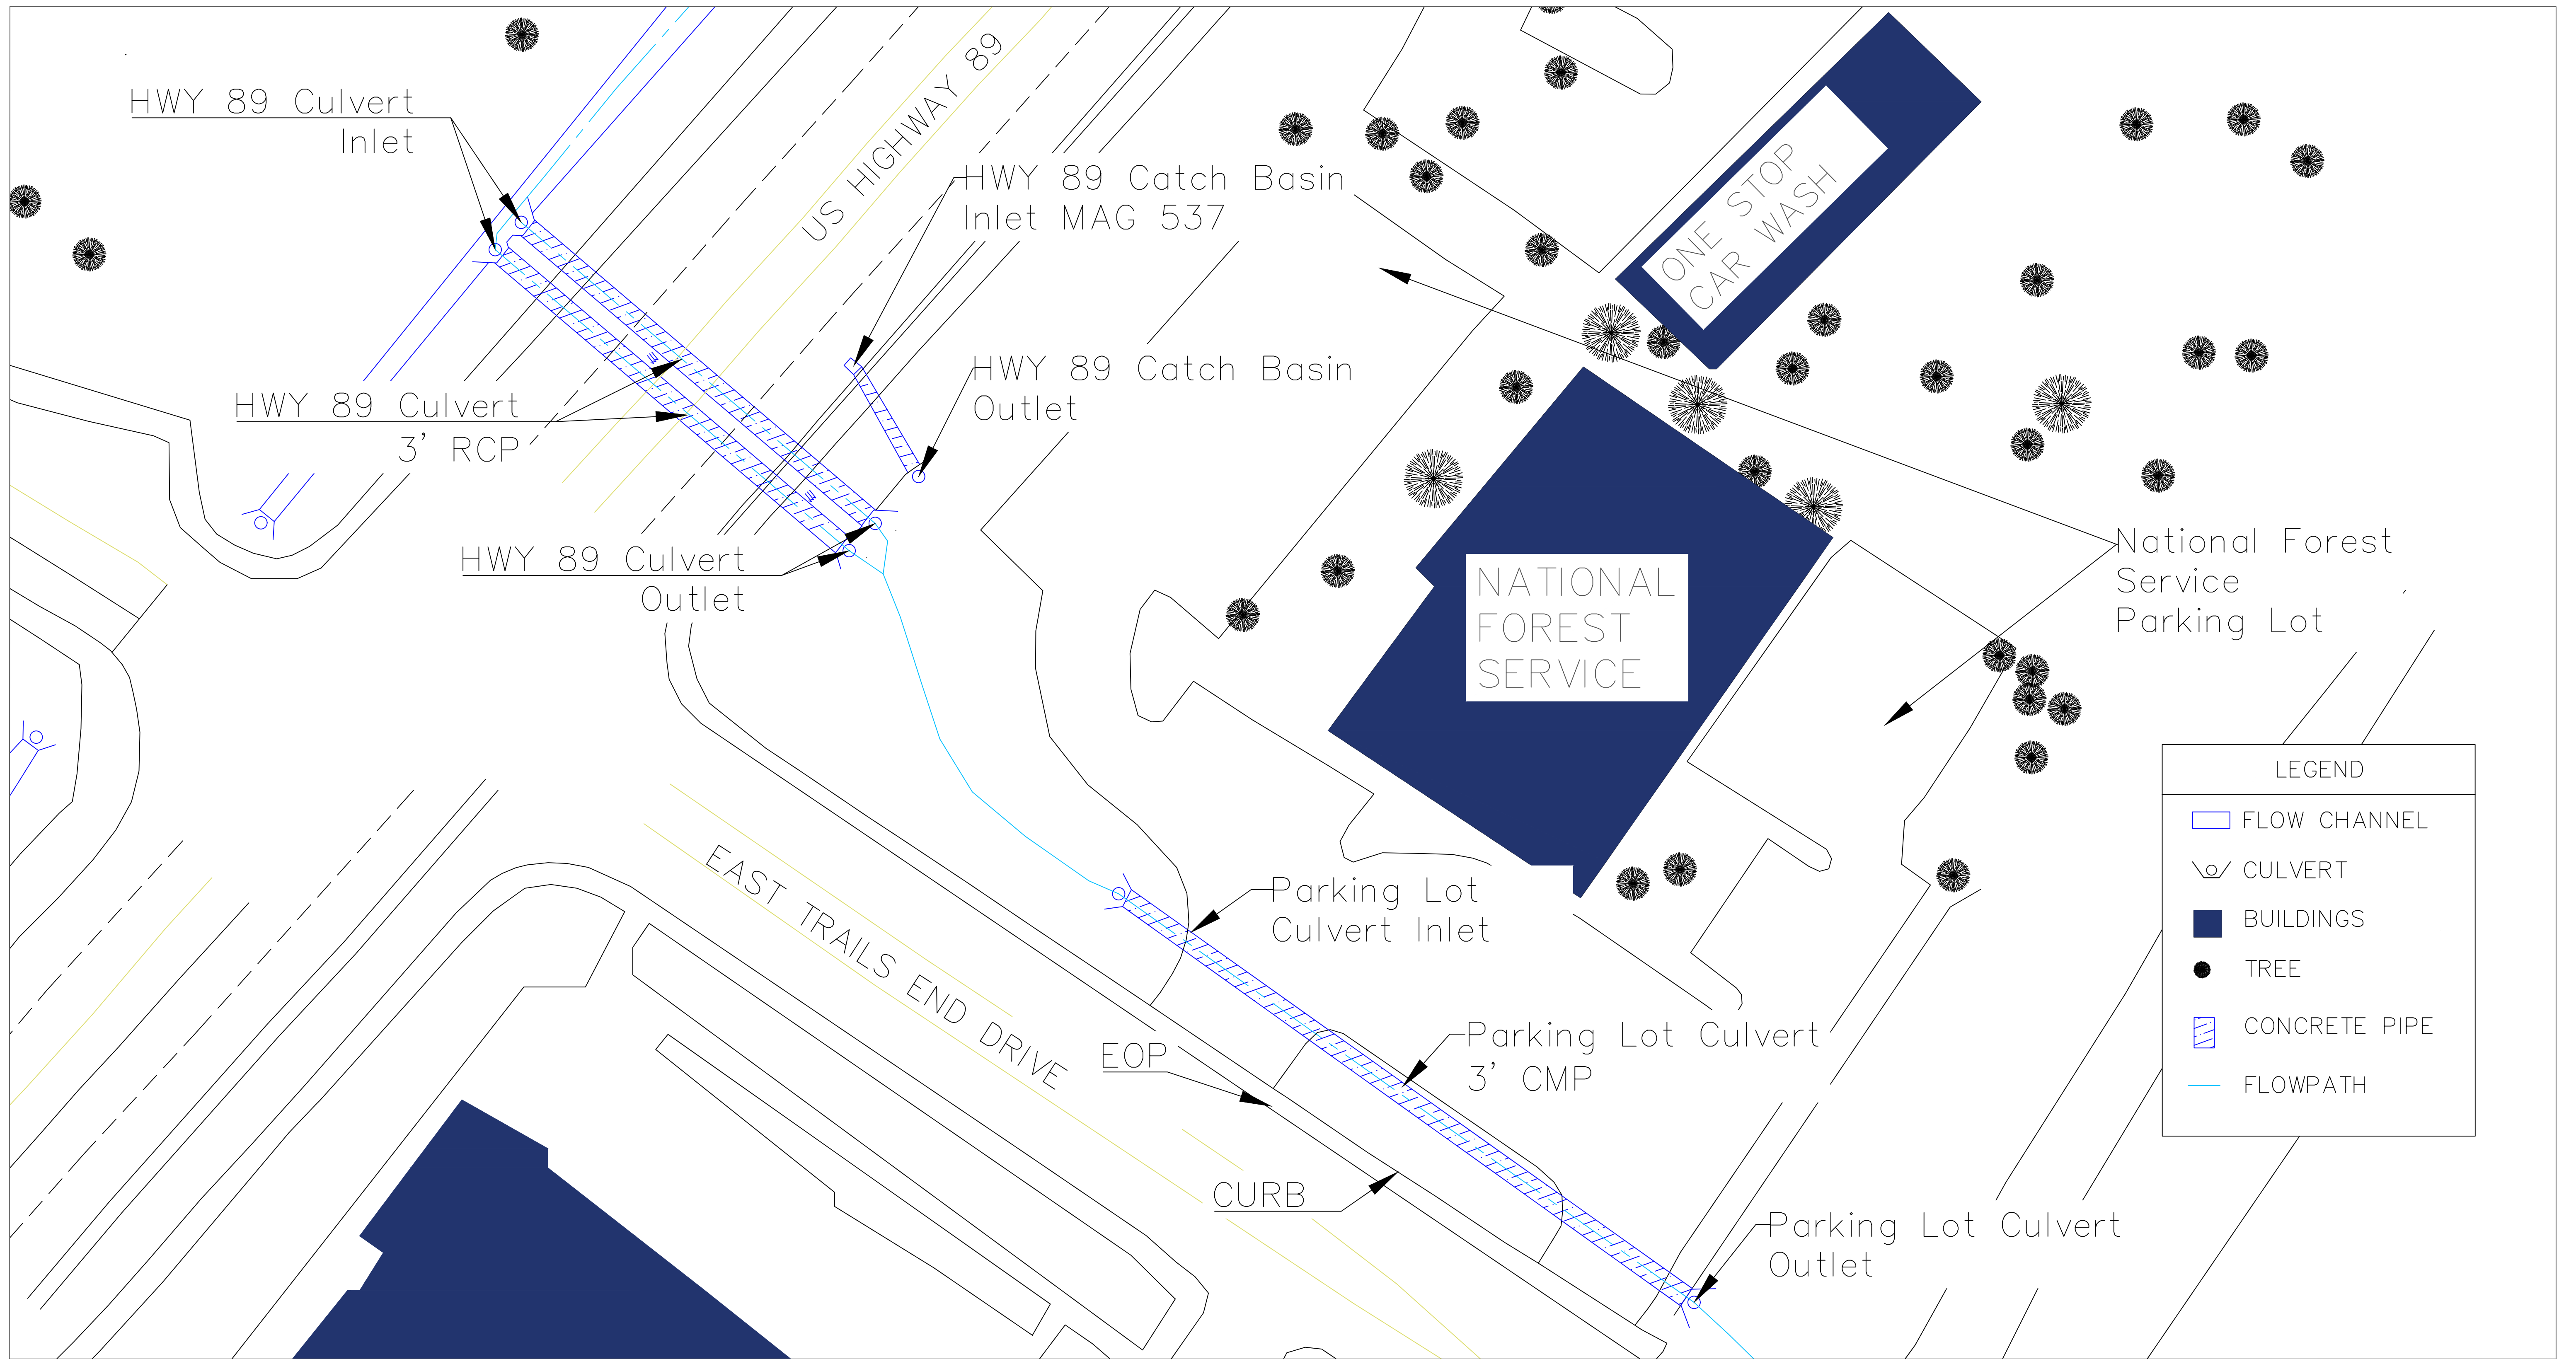 HWY 89 Culvert
Inlet
US HIGHWAY 89
HWY 89 Catch Basin
Inlet MAG 537
ONE STOP
CAR WASH
HWY 89 Catch Basin
Outlet
HWY 89 Culvert
3' RCP
HWY 89 Culvert
Outlet
NATIONAL
FOREST
SERVICE
National Forest
Service
Parking Lot
EAST TRAILS END DRIVE
Parking Lot
Culvert Inlet
Parking Lot Culvert
3' CMP
EOP
CURB
Parking Lot Culvert
Outlet
LEGEND
FLOW CHANNEL
CULVERT
BUILDINGS
TREE
CONCRETE PIPE
FLOWPATH